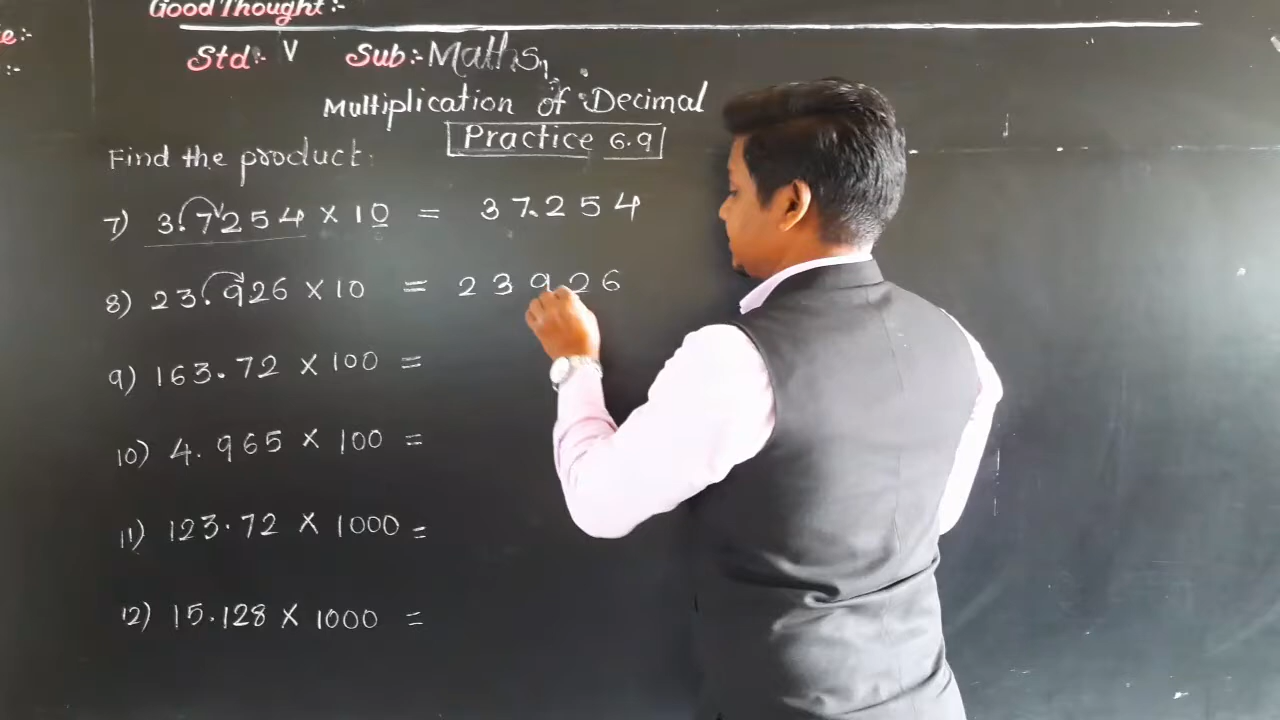 Good Thought:-
e:-
:-
Std:- V Sub:- Maths,
Multiplication of Decimal
Practice 6.9
Find the product:
7) 3.7254 × 10 = 37.254
8) 23.926 × 10 = 23926
9) 163.72 × 100 =
10) 4.965 × 100 =
11) 123.72 × 1000 =
12) 15.128 × 1000 =